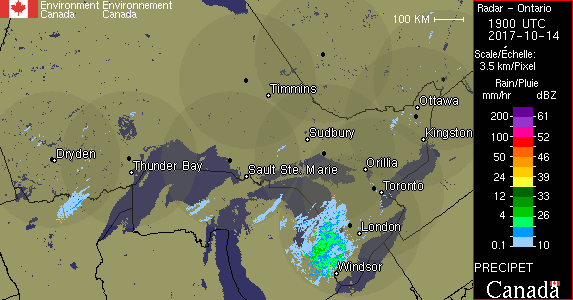 Environment Environnement
Canada Canada
100 KM
Timmins
Ottawa
Sudbury
Kingston
Dryden
Thunder Bay
Sault Ste. Marie
Orillia
Toronto
London
Windsor
Radar - Ontario
1900 UTC
2017-10-14
Scale/Échelle:
3.5 km/Pixel
Rain/Pluie
mm/hr dBZ
200 61
100 52
50 46
24 39
12 33
4 26
0.1 10
PRECIPET
Canada